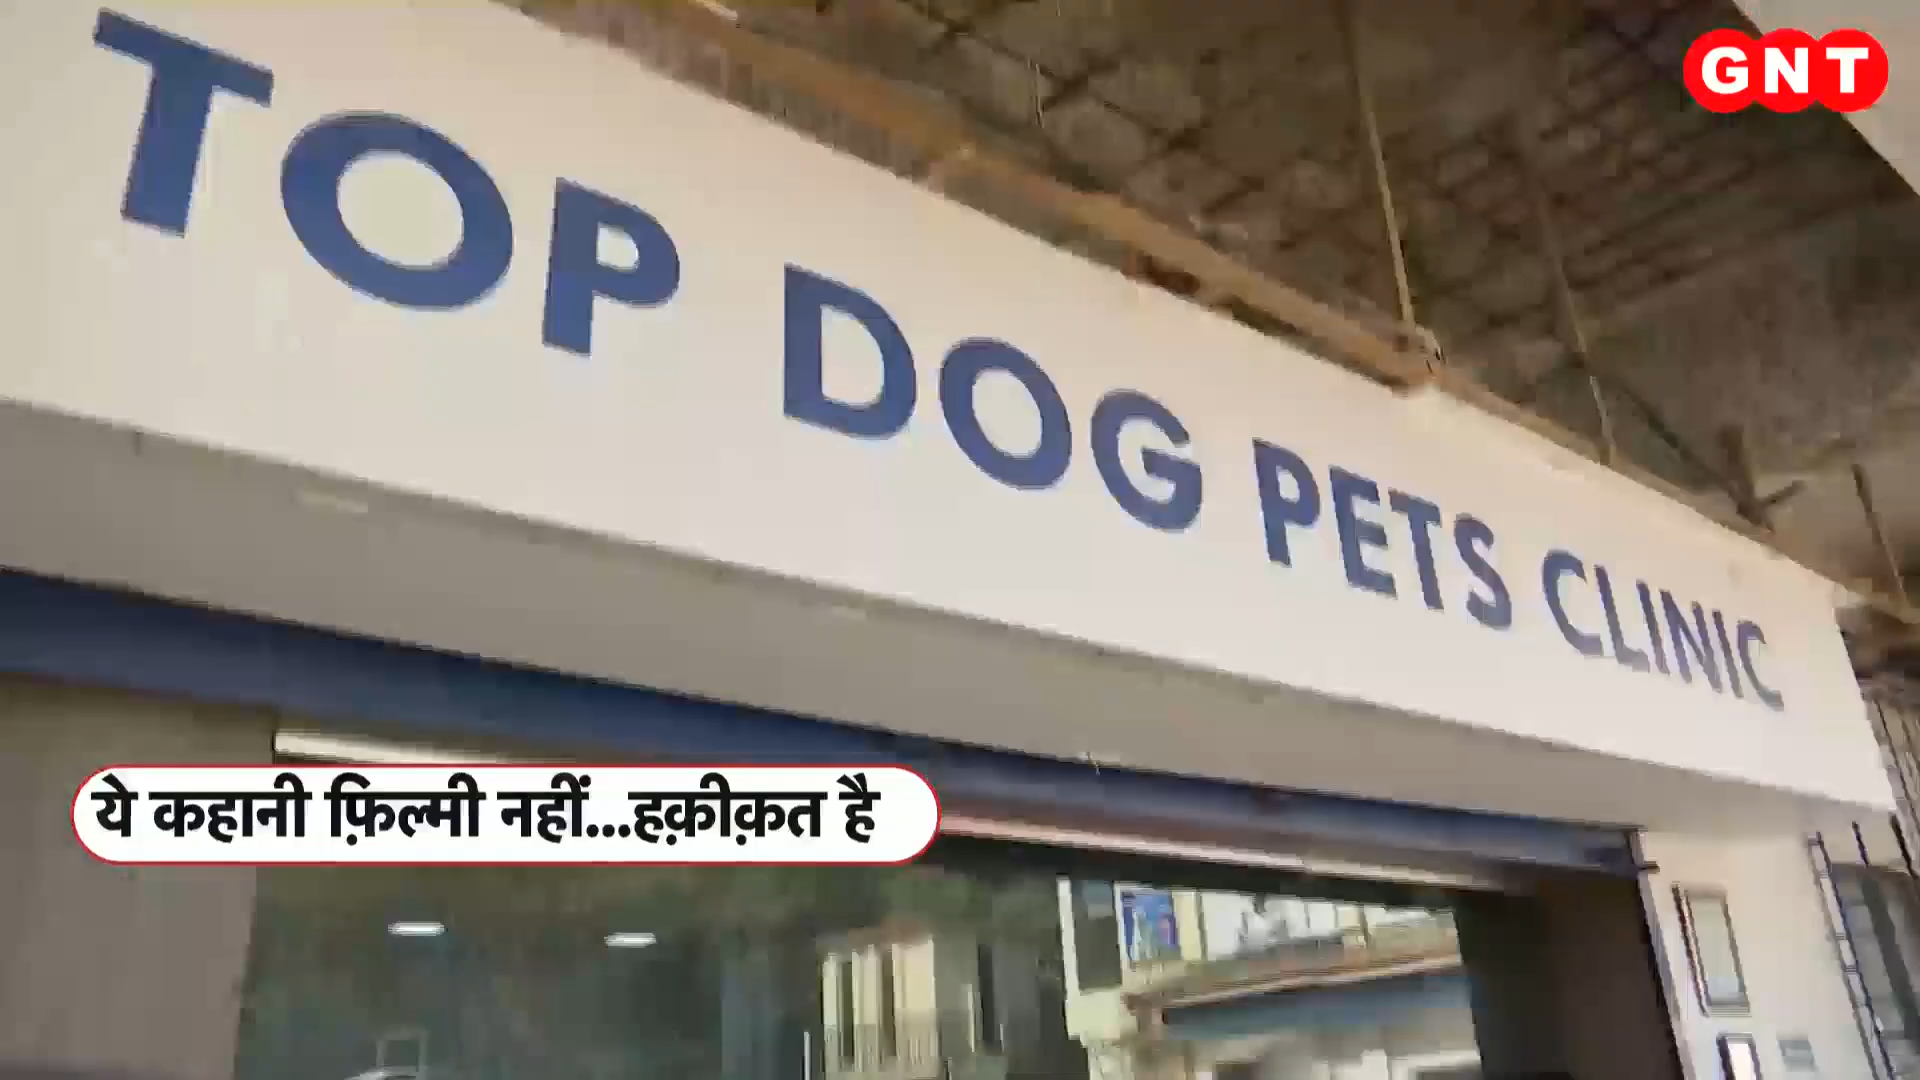 GNT
TOP DOG PETS CLINIC
ये कहानी फ़िल्मी नहीं...हक़ीक़त है